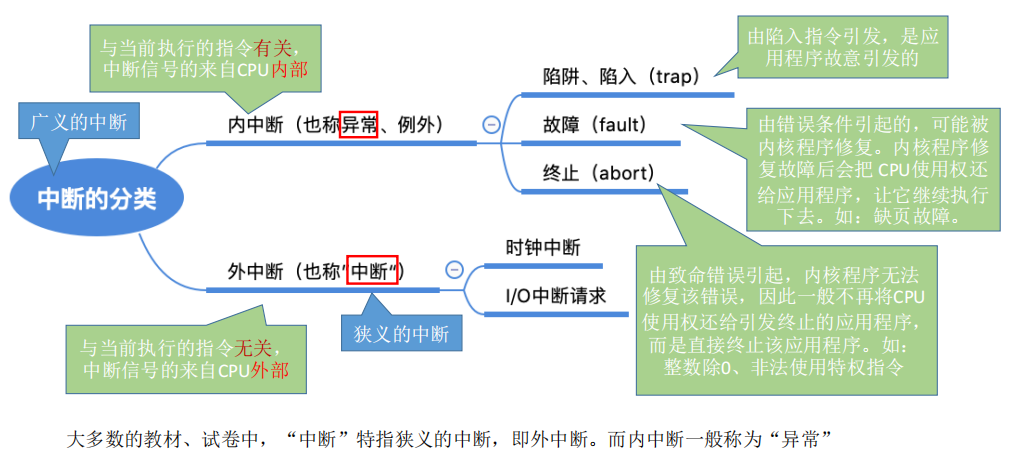 与当前执行的指令有关，
中断信号的来自CPU内部
由陷入指令引发，是应
用程序故意引发的
陷阱、陷入（trap）
广义的中断
内中断（也称异常、例外）
故障（fault）
由错误条件引起的，可能被
内核程序修复。内核程序修
复故障后会把 CPU使用权还
给应用程序，让它继续执行
下去。如：缺页故障。
终止（abort）
中断的分类
时钟中断
外中断（也称“中断”）
I/O中断请求
由致命错误引起，内核程序无法
修复该错误，因此一般不再将CPU
使用权还给引发终止的应用程序，
而是直接终止该应用程序。如：
整数除0、非法使用特权指令
狭义的中断
与当前执行的指令无关，
中断信号的来自CPU外部
大多数的教材、试卷中，“中断”特指狭义的中断，即外中断。而内中断一般称为“异常”